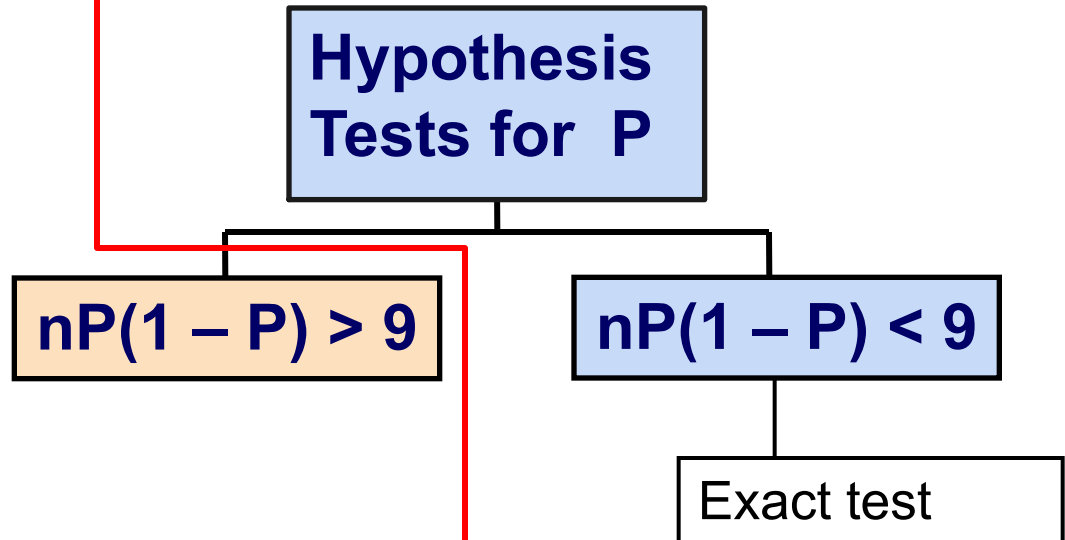 Hypothesis
Tests for P
nP(1 – P) > 9
nP(1 – P) < 9
Exact test